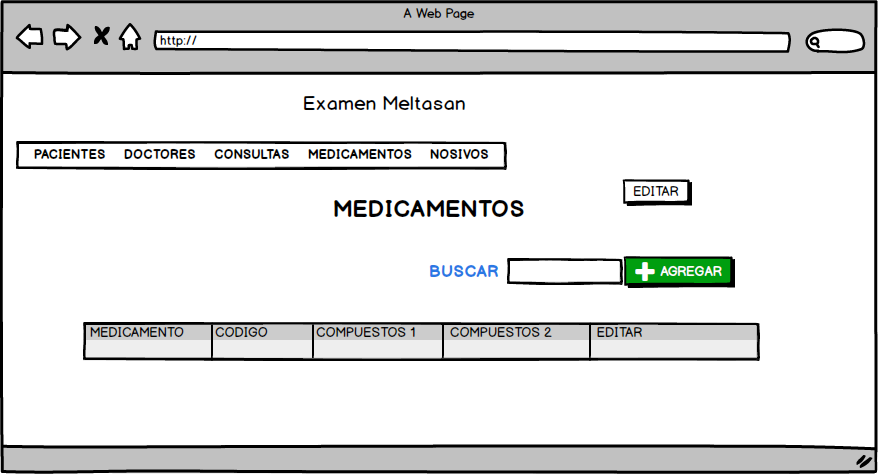 A Web Page
http://
Examen Meltasan
PACIENTES DOCTORES CONSULTAS MEDICAMENTOS NOSIVOS
EDITAR
MEDICAMENTOS
BUSCAR AGREGAR
MEDICAMENTO CODIGO COMPUESTOS 1 COMPUESTOS 2 EDITAR